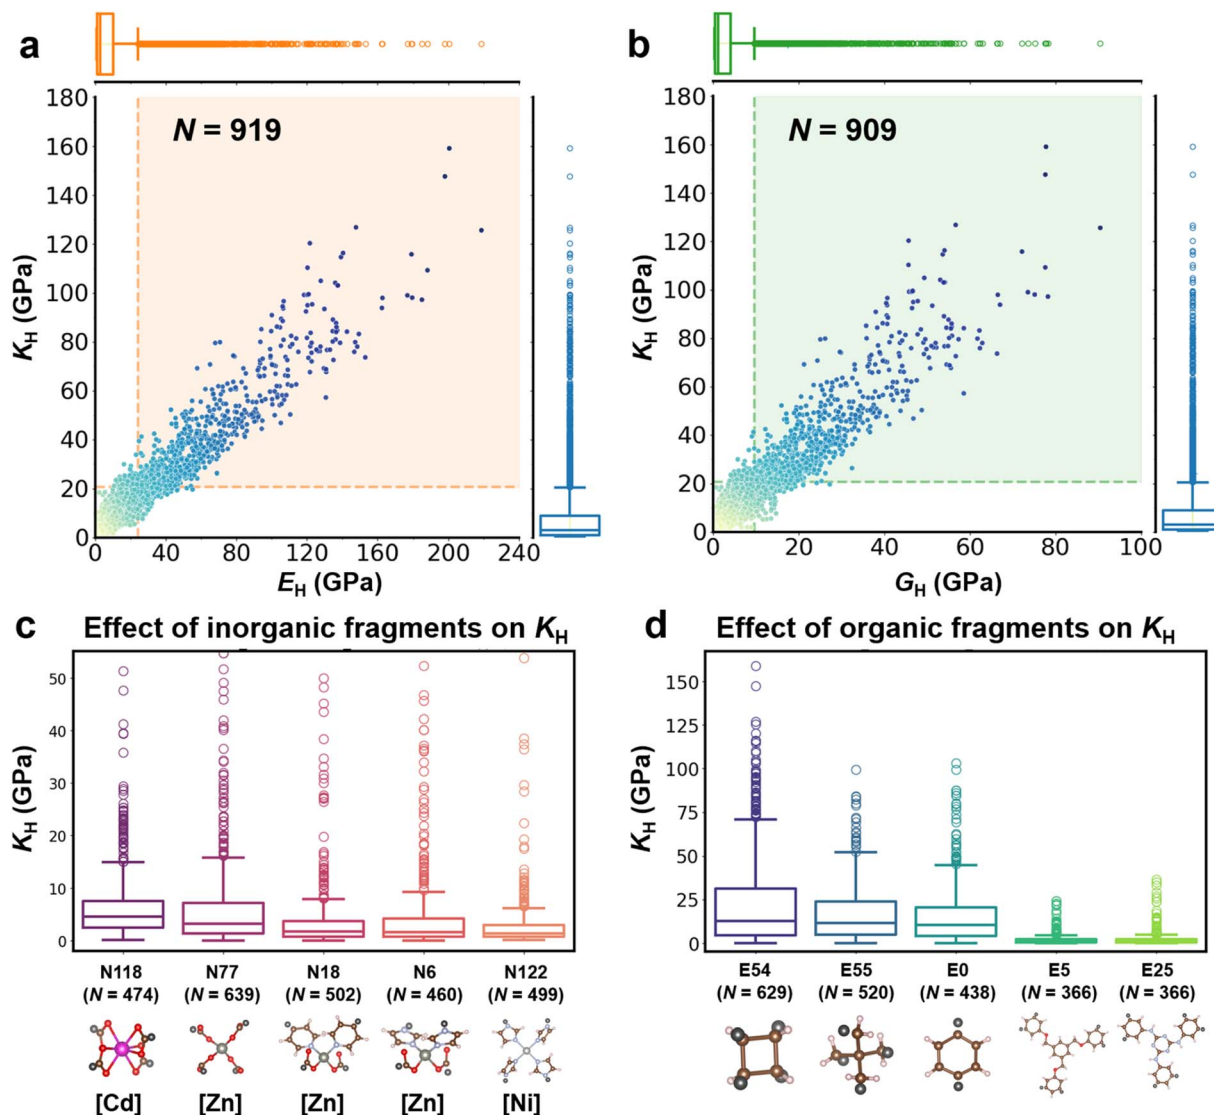 a
N = 919
180
160
140
120
100
80
60
40
20
0
K_H (GPa)
0 40 80 120 160 200 240
E_H (GPa)
b
N = 909
180
160
140
120
100
80
60
40
20
0
K_H (GPa)
0 20 40 60 80 100
G_H (GPa)
c Effect of inorganic fragments on K_H
50
40
30
20
10
0
K_H (GPa)
N118 N77 N18 N6 N122
(N = 474) (N = 639) (N = 502) (N = 460) (N = 499)
[Cd] [Zn] [Zn] [Zn] [Ni]
d Effect of organic fragments on K_H
150
125
100
75
50
25
0
K_H (GPa)
E54 E55 E0 E5 E25
(N = 629) (N = 520) (N = 438) (N = 366) (N = 366)